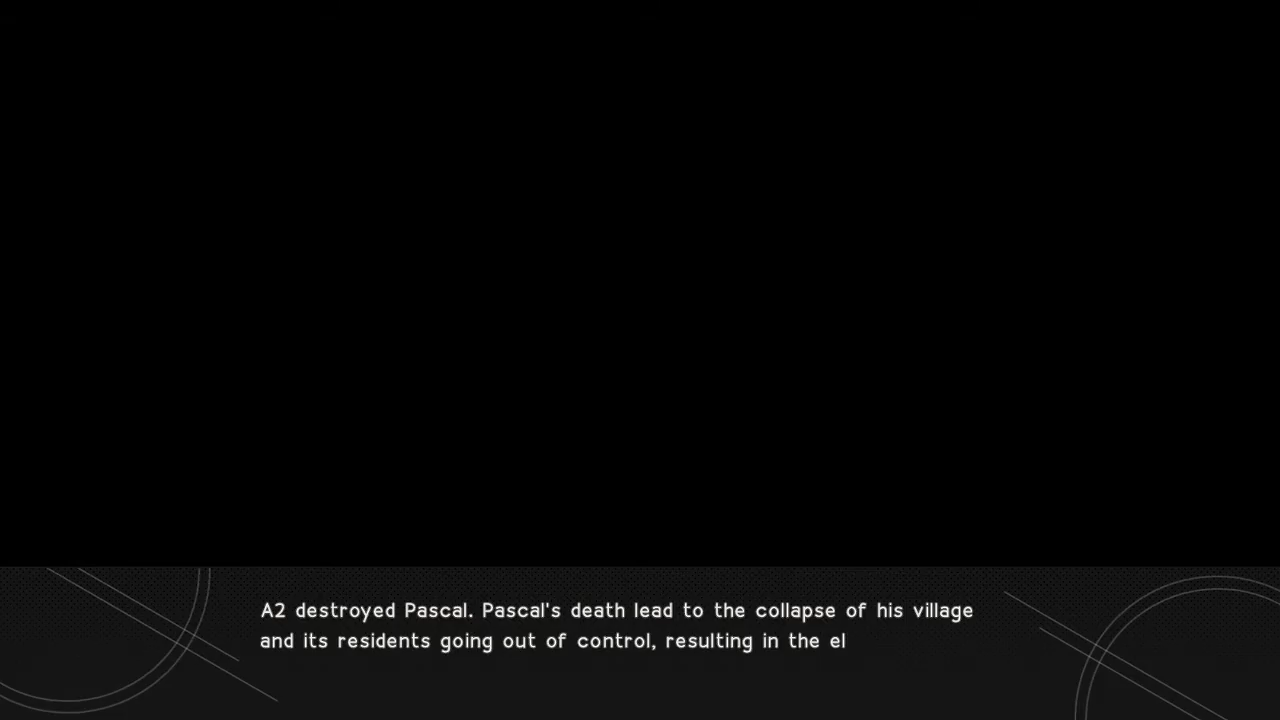 A2 destroyed Pascal. Pascal's death lead to the collapse of his village
and its residents going out of control, resulting in the el